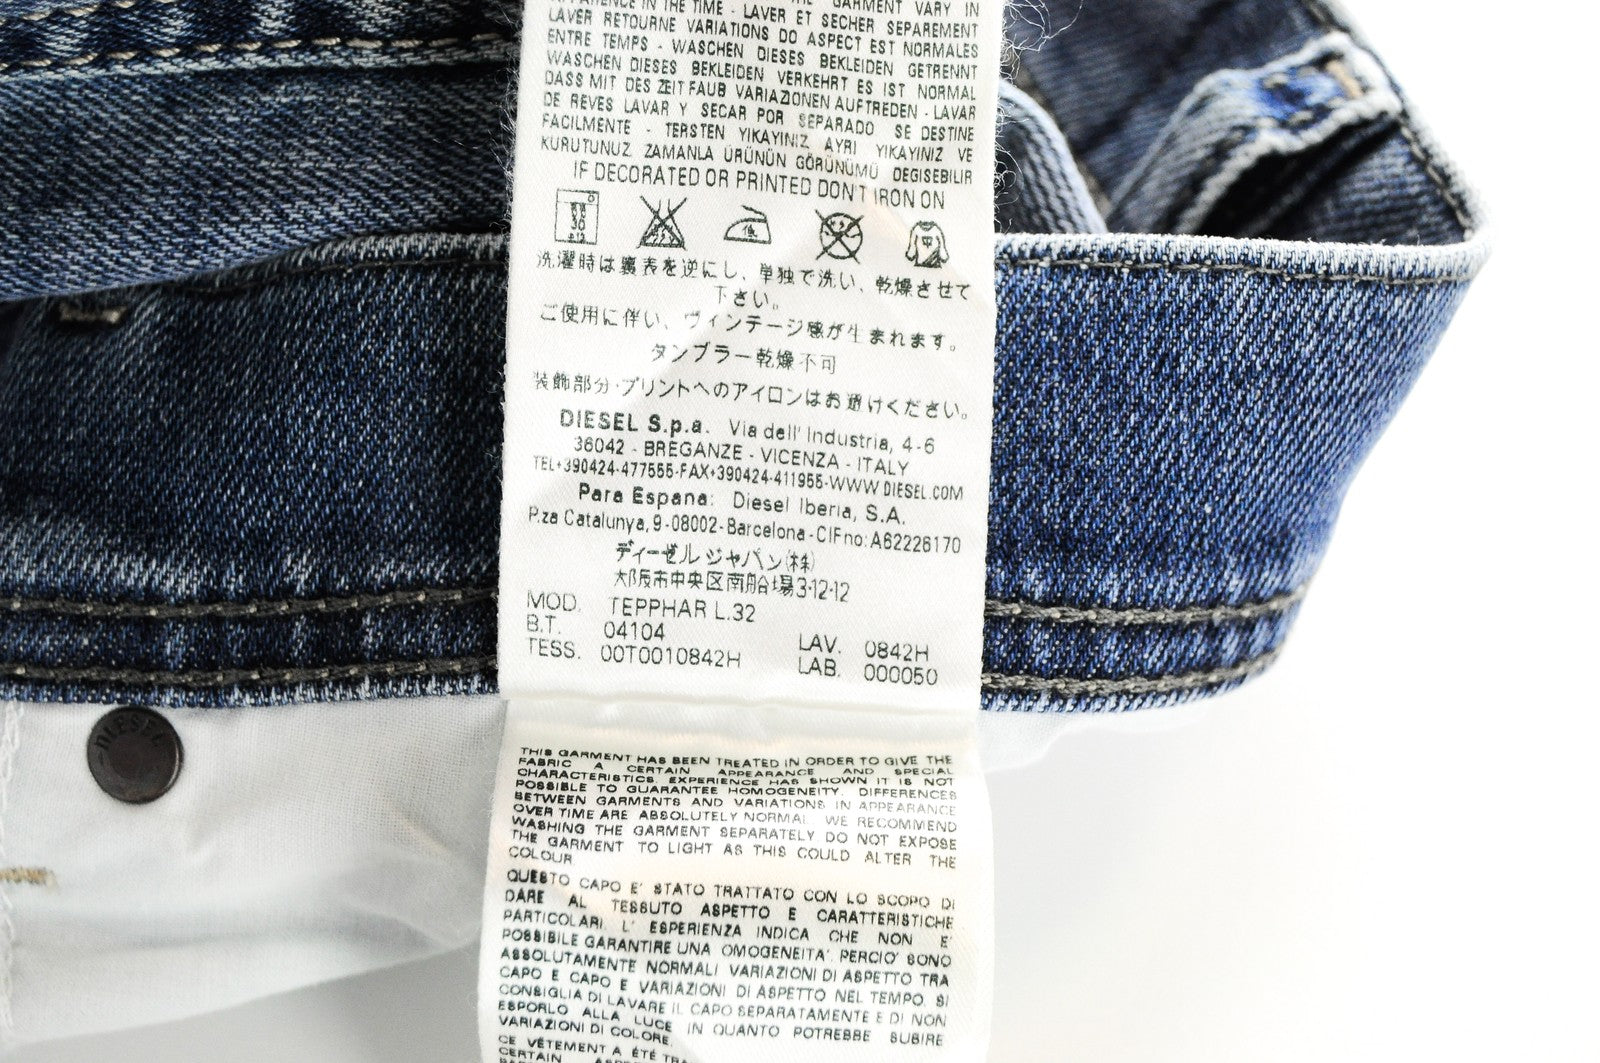 APPEARENCE IN THE TIME - LAVER ET SECHER SEPAREMENT
LAVER RETOURNE VARIATIONS DO ASPECT EST NORMALES
ENTRE TEMPS - WASCHEN DIESES BEKLEIDEN GETRENNT
WASCHEN DIESES BEKLEIDEN VERKEHRT ES IST NORMAL
DASS MIT DES ZEIT FAUB VARIAZIONEN AUFTREDEN - LAVAR
DE REVES LAVAR Y SECAR POR SEPARADO SE DESTINE
FACILMENTE - TERSTEN YIKAYINIZ AYRI YIKAYINIZ VE
KURUTUNUZ ZAMANLA ÜRÜNÜN GÖRÜNÜMÜ DEGISEBILIR
IF DECORATED OR PRINTED DON'T IRON ON
30
低
洗濯時は裏表を逆にし、単独で洗い、乾燥させて
下さい。
ご使用に伴い、ヴィンテージ感が生まれます。
タンブラー乾燥不可
装飾部分・プリントへのアイロンはお避けください。
DIESEL S.p.a. Via dell' Industria, 4-6
36042 - BREGANZE - VICENZA - ITALY
TEL+390424-477555-FAX+390424-411955-WWW.DIESEL.COM
Para Espana: Diesel Iberia, S.A.
P.za Catalunya, 9-08002-Barcelona-CIFno:A62226170
ディーゼル ジャパン(株)
大阪市中央区南船場3-12-12
MOD. TEPPHAR L.32
B.T. 04104
TESS. 00T0010842H
LAV. 0842H
LAB. 000050
DIESEL
THIS GARMENT HAS BEEN TREATED IN ORDER TO GIVE THE
FABRIC A CERTAIN APPEARANCE AND SPECIAL
CHARACTERISTICS. EXPERIENCE HAS SHOWN IT IS NOT
POSSIBLE TO GUARANTEE HOMOGENEITY. DIFFERENCES
BETWEEN GARMENTS AND VARIATIONS IN APPEARANCE
OVER TIME ARE ABSOLUTELY NORMAL. WE RECOMMEND
WASHING THE GARMENT SEPARATELY DO NOT EXPOSE
THE GARMENT TO LIGHT AS THIS COULD ALTER THE
COLOUR
QUESTO CAPO E' STATO TRATTATO CON LO SCOPO DI
DARE AL TESSUTO ASPETTO E CARATTERISTICHE
PARTICOLARI. L' ESPERIENZA INDICA CHE NON E'
POSSIBILE GARANTIRE UNA OMOGENEITA'. PERCIO' SONO
ASSOLUTAMENTE NORMALI VARIAZIONI DI ASPETTO TRA
CAPO E CAPO E VARIAZIONI DI ASPETTO NEL TEMPO. SI
CONSIGLIA DI LAVARE IL CAPO SEPARATAMENTE E DI NON
ESPORLO ALLA LUCE IN QUANTO POTREBBE SUBIRE
VARIAZIONI DI COLORE.
CE VÊTEMENT A ÉTÉ
CERTAIN